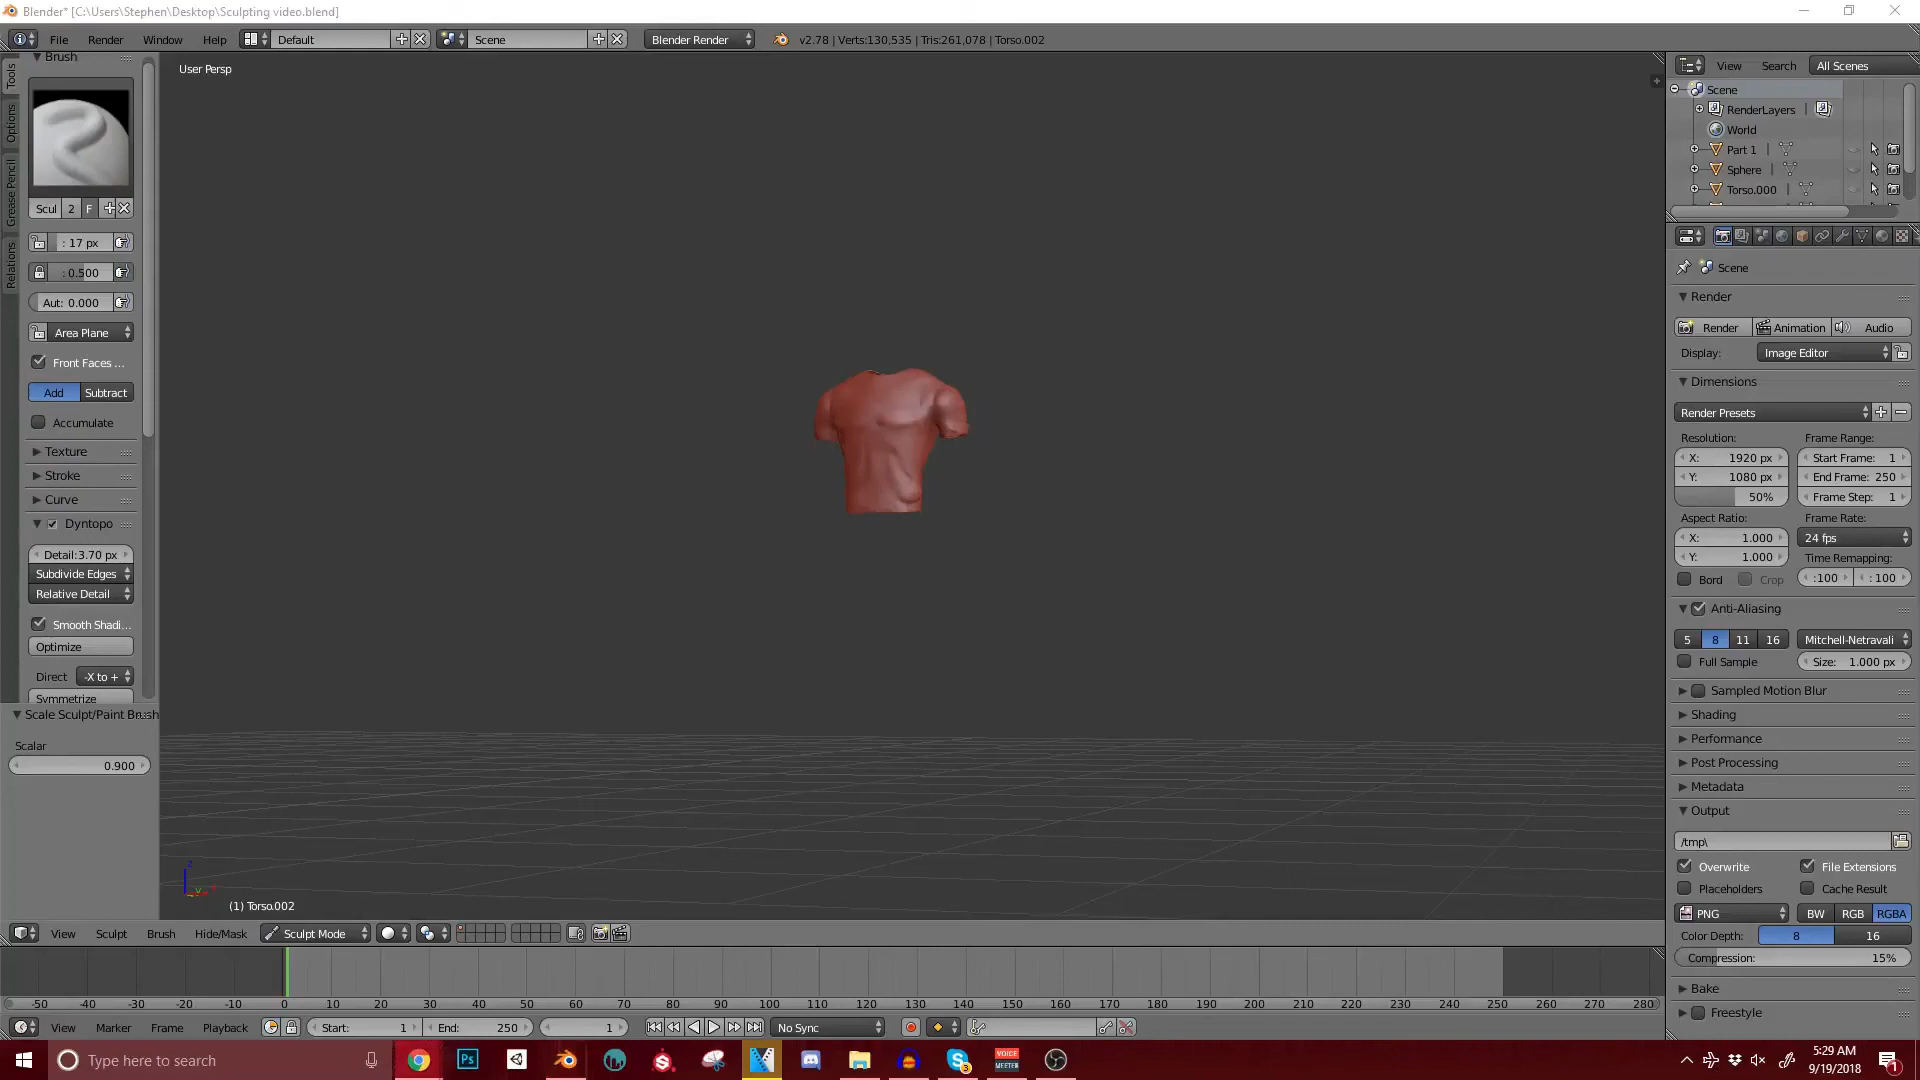 Blender* [C:\Users\Stephen\Desktop\Sculpting video.blend]
File Render Window Help Default Scene Blender Render v2.78 | Verts:130,535 | Tris:261,078 | Torso.002
Brush
User Persp
Tools
Options
Grease Pencil
Relations
Scul 2 F
: 17 px
: 0.500
Aut: 0.000
Area Plane
Front Faces ...
Add Subtract
Accumulate
Texture
Stroke
Curve
Dyntopo
Detail:3.70 px
Subdivide Edges
Relative Detail
Smooth Shadi...
Optimize
Direct -X to +
Symmetrize
Scale Sculpt/Paint Brush
Scalar
0.900
z
y
(1) Torso.002
View Sculpt Brush Hide/Mask Sculpt Mode
-50 -40 -30 -20 -10 0 10 20 30 40 50 60 70 80 90 100 110 120 130 140 150 160 170 180 190 200 210 220 230 240 250 260 270 280
View Marker Frame Playback Start: 1 End: 250 1 No Sync
View Search All Scenes
Scene
RenderLayers |
World
Part 1 |
Sphere |
Torso.000 |
Scene
Render
Render Animation Audio
Display: Image Editor
Dimensions
Render Presets
Resolution: Frame Range:
X: 1920 px Start Frame: 1
Y: 1080 px End Frame: 250
50% Frame Step: 1
Aspect Ratio: Frame Rate:
X: 1.000 24 fps
Y: 1.000 Time Remapping:
Bord Crop :100 : 100
Anti-Aliasing
5 8 11 16 Mitchell-Netravali
Full Sample Size: 1.000 px
Sampled Motion Blur
Shading
Performance
Post Processing
Metadata
Output
/tmp\
Overwrite File Extensions
Placeholders Cache Result
PNG BW RGB RGBA
Color Depth: 8 16
Compression: 15%
Bake
Freestyle
Type here to search
Ps
VOICE
MEETER
3
5:29 AM
9/19/2018
1